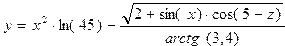 y = x² · ln( 45) − √(2 + sin( x) · cos( 5 − z)) / arctg (3,4)